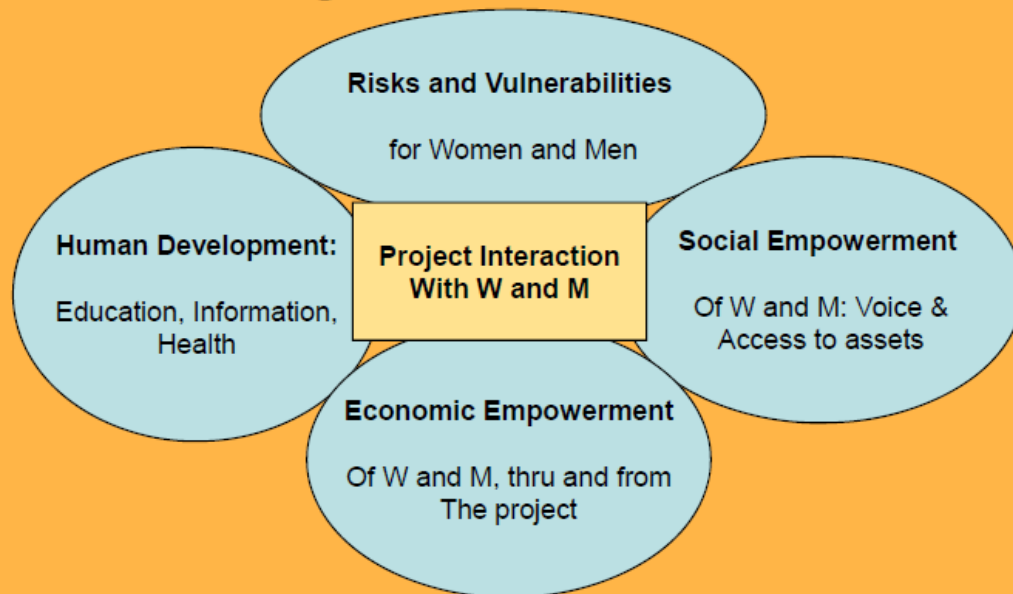 Risks and Vulnerabilities
for Women and Men
Human Development:
Education, Information,
Health
Project Interaction
With W and M
Social Empowerment
Of W and M: Voice &
Access to assets
Economic Empowerment
Of W and M, thru and from
The project